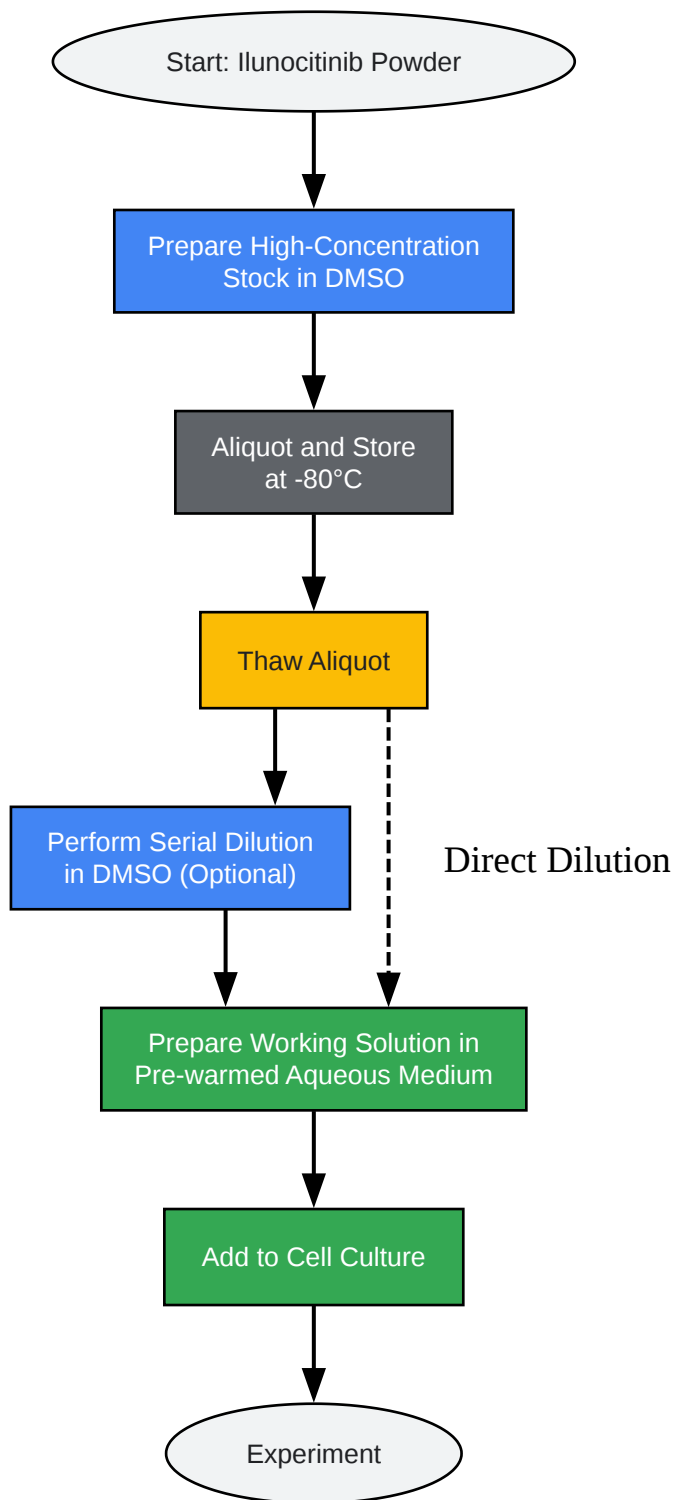 Start: Ilunocitinib Powder
Prepare High-Concentration
Stock in DMSO
Aliquot and Store
at -80°C
Thaw Aliquot
Perform Serial Dilution
in DMSO (Optional)
Direct Dilution
Prepare Working Solution in
Pre-warmed Aqueous Medium
Add to Cell Culture
Experiment